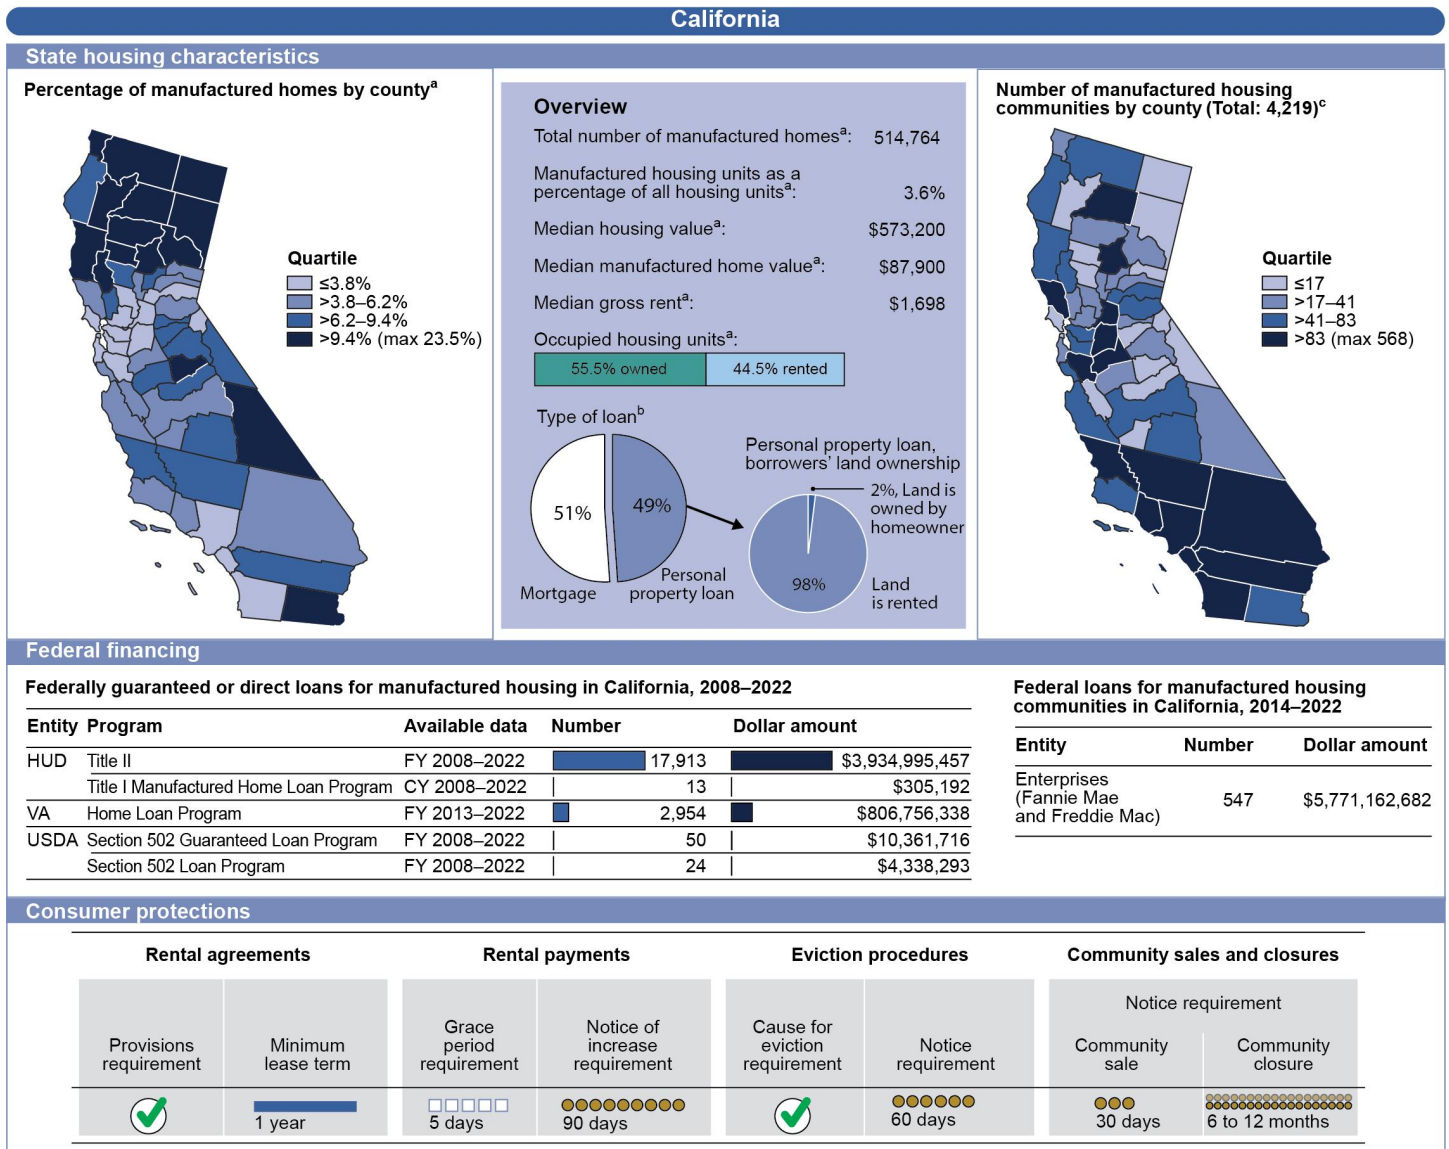 California
State housing characteristics
Percentage of manufactured homes by countyᵃ
Quartile
≤3.8%
>3.8–6.2%
>6.2–9.4%
>9.4% (max 23.5%)
Overview
Total number of manufactured homesᵃ: 514,764
Manufactured housing units as a
percentage of all housing unitsᵃ: 3.6%
Median housing valueᵃ: $573,200
Median manufactured home valueᵃ: $87,900
Median gross rentᵃ: $1,698
Occupied housing unitsᵃ:
55.5% owned 44.5% rented
Type of loanᵇ
51%
49%
Mortgage
Personal
property loan
Personal property loan,
borrowers’ land ownership
2%, Land is
owned by
homeowner
98%
Land
is rented
Number of manufactured housing
communities by county (Total: 4,219)ᶜ
Quartile
≤17
>17–41
>41–83
>83 (max 568)
Federal financing
Federally guaranteed or direct loans for manufactured housing in California, 2008–2022
Entity Program Available data Number Dollar amount
HUD Title II FY 2008–2022 17,913 $3,934,995,457
Title I Manufactured Home Loan Program CY 2008–2022 13 $305,192
VA Home Loan Program FY 2013–2022 2,954 $806,756,338
USDA Section 502 Guaranteed Loan Program FY 2008–2022 50 $10,361,716
Section 502 Loan Program FY 2008–2022 24 $4,338,293
Federal loans for manufactured housing
communities in California, 2014–2022
Entity Number Dollar amount
Enterprises
(Fannie Mae
and Freddie Mac) 547 $5,771,162,682
Consumer protections
Rental agreements
Provisions
requirement
Minimum
lease term
1 year
Rental payments
Grace
period
requirement
5 days
Notice of
increase
requirement
90 days
Eviction procedures
Cause for
eviction
requirement
Notice
requirement
60 days
Community sales and closures
Notice requirement
Community
sale
30 days
Community
closure
6 to 12 months